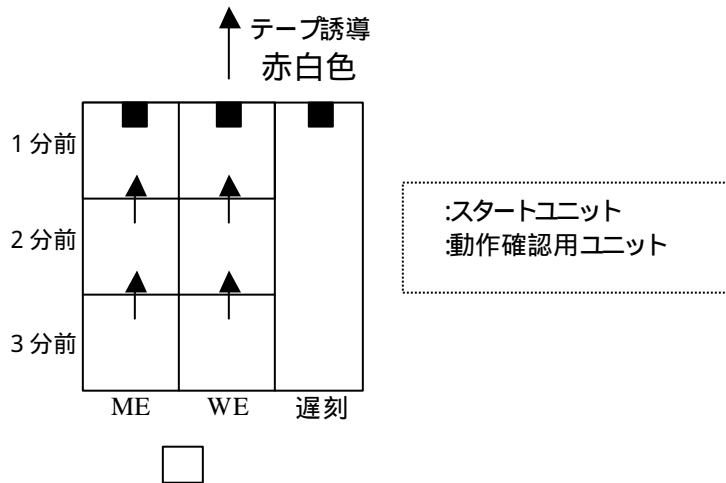 テープ誘導
赤白色
1分前
2分前
3分前
ME WE 遅刻
:スタートユニット
:動作確認用ユニット